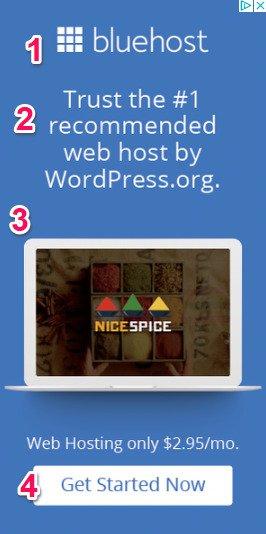 1 bluehost
2 Trust the #1
recommended
web host by
WordPress.org.
3
NICESPICE
Web Hosting only $2.95/mo.
4 Get Started Now